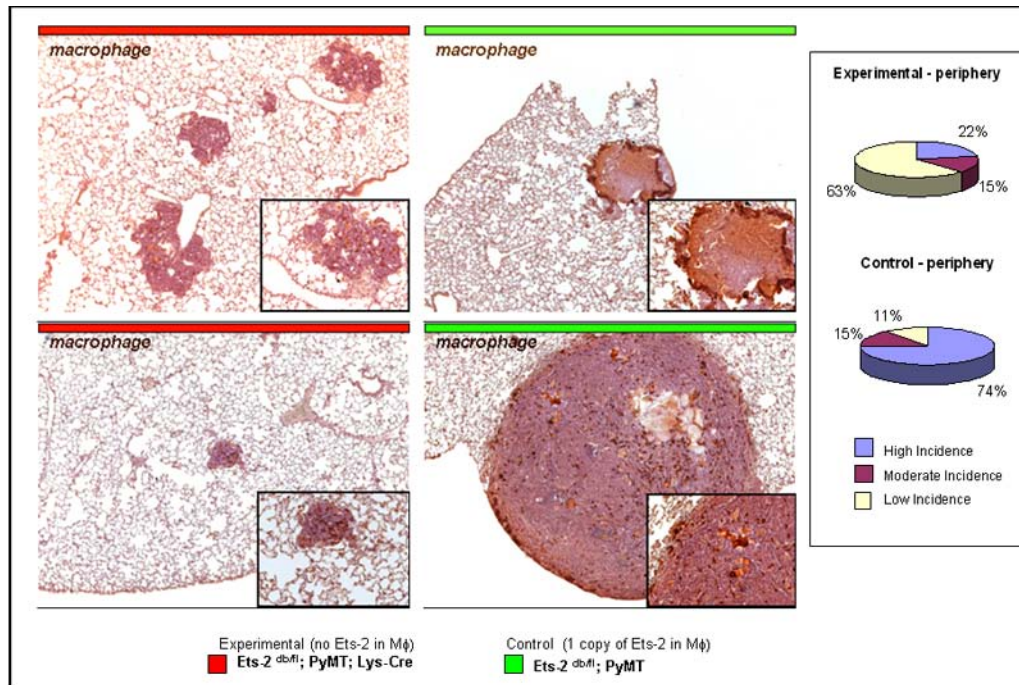 macrophage
macrophage
macrophage
macrophage
Experimental - periphery
22%
15%
63%
Control - periphery
11%
15%
74%
High Incidence
Moderate Incidence
Low Incidence
Experimental (no Ets-2 in Mϕ)
Ets-2 db/fl; PyMT; Lys-Cre
Control (1 copy of Ets-2 in Mϕ)
Ets-2 db/fl; PyMT